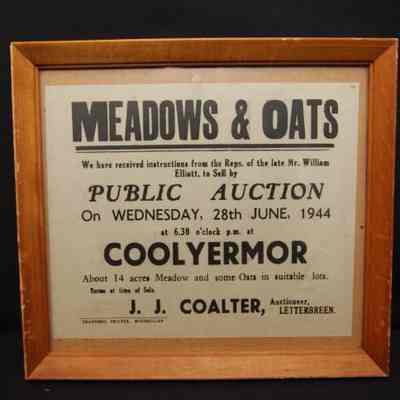 MEADOWS & OATS
We have received instructions from the Reps. of the late Mr. William
Elliott, to Sell by
PUBLIC AUCTION
On WEDNESDAY, 28th JUNE, 1944
at 6.30 o'clock p.m. at
COOLYERMOR
About 14 acres Meadow and some Oats in suitable lots.
Terms at time of Sale.
J. J. COALTER, Auctioneer,
LETTERBREEN.